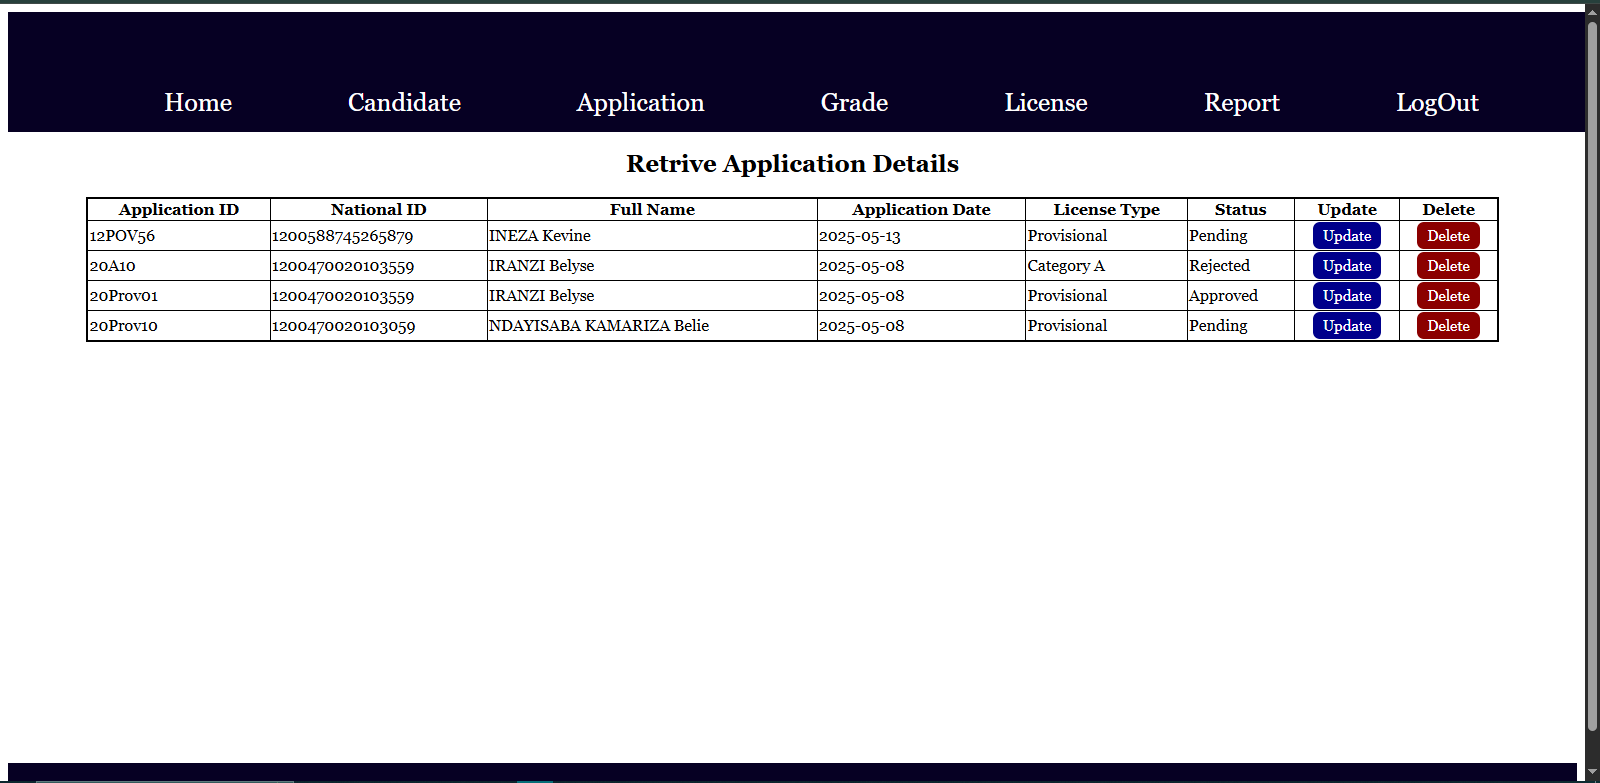 Home Candidate Application Grade License Report LogOut
Retrive Application Details
Application ID National ID Full Name Application Date License Type Status Update Delete
12POV56 1200588745265879 INEZA Kevine 2025-05-13 Provisional Pending Update Delete
20A10 1200470020103559 IRANZI Belyse 2025-05-08 Category A Rejected Update Delete
20Prov01 1200470020103559 IRANZI Belyse 2025-05-08 Provisional Approved Update Delete
20Prov10 1200470020103059 NDAYISABA KAMARIZA Belie 2025-05-08 Provisional Pending Update Delete